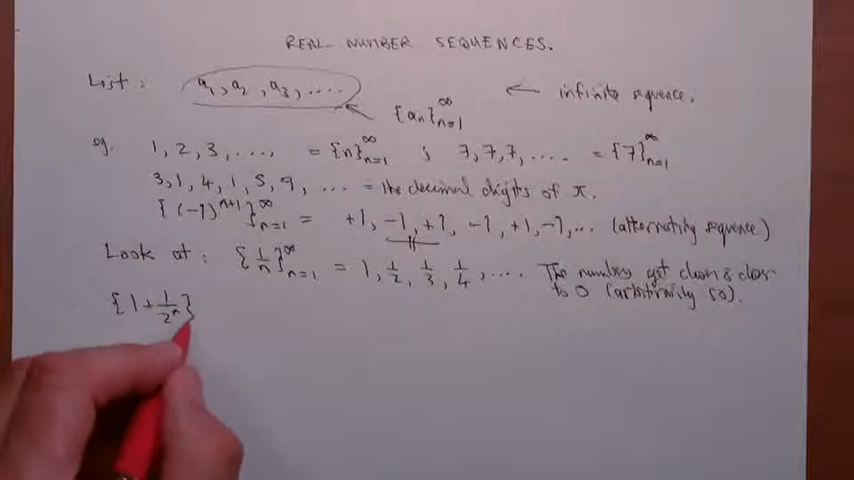 REAL-NUMBER SEQUENCES.
List: a₁, a₂, a₃, .... ← infinite sequence.
{aₙ}ₙ₌₁^∞
eg. 1, 2, 3, ...., = {n}ₙ₌₁^∞ ; 7, 7, 7, .... = {7}ₙ₌₁^∞
3, 1, 4, 1, 5, 9, ... = the decimal digits of π.
{(-1)ⁿ⁺¹}ₙ₌₁^∞ = +1, -1, +1, -1, +1, -1, ... (alternating sequence)
Look at: {1/n}ₙ₌₁^∞ = 1, 1/2, 1/3, 1/4, .... The numbers get closer & closer
to 0 (arbitrarily so).
{1 + 1/2ⁿ}